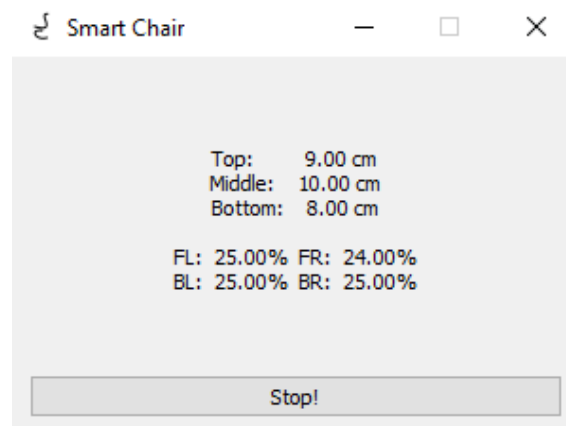 Smart Chair
Top: 9.00 cm
Middle: 10.00 cm
Bottom: 8.00 cm
FL: 25.00% FR: 24.00%
BL: 25.00% BR: 25.00%
Stop!